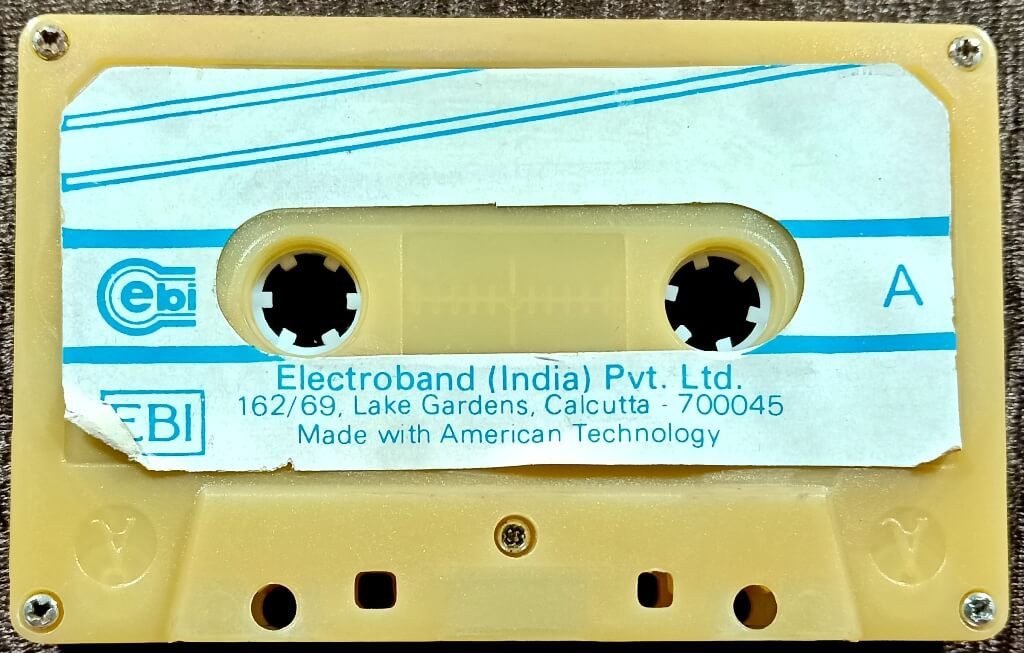 ebi
A
Electroband (India) Pvt. Ltd.
162/69, Lake Gardens, Calcutta - 700045
EBI
Made with American Technology
A
A